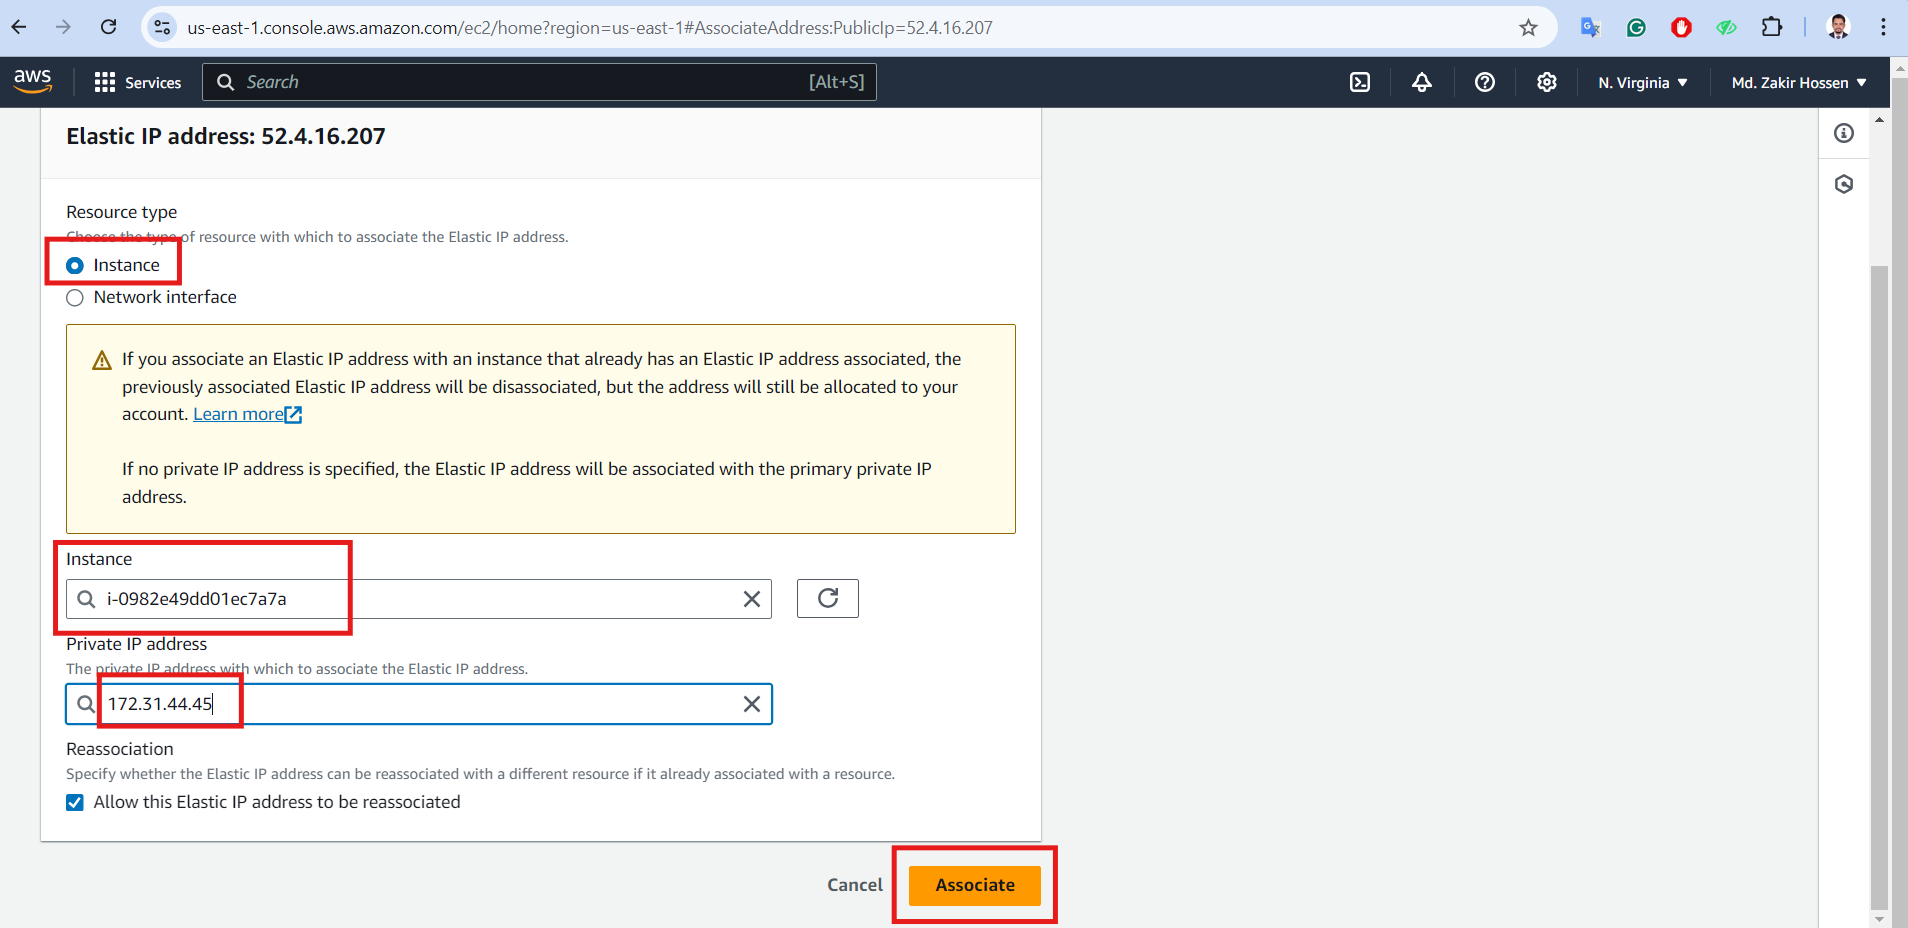 us-east-1.console.aws.amazon.com/ec2/home?region=us-east-1#AssociateAddress:PublicIp=52.4.16.207
aws
Services
Search
[Alt+S]
N. Virginia
Md. Zakir Hossen
Elastic IP address: 52.4.16.207
Resource type
Choose the type of resource with which to associate the Elastic IP address.
Instance
Network interface
If you associate an Elastic IP address with an instance that already has an Elastic IP address associated, the
previously associated Elastic IP address will be disassociated, but the address will still be allocated to your
account. Learn more
If no private IP address is specified, the Elastic IP address will be associated with the primary private IP
address.
Instance
i-0982e49dd01ec7a7a
Private IP address
The private IP address with which to associate the Elastic IP address.
172.31.44.45
Reassociation
Specify whether the Elastic IP address can be reassociated with a different resource if it already associated with a resource.
Allow this Elastic IP address to be reassociated
Cancel
Associate